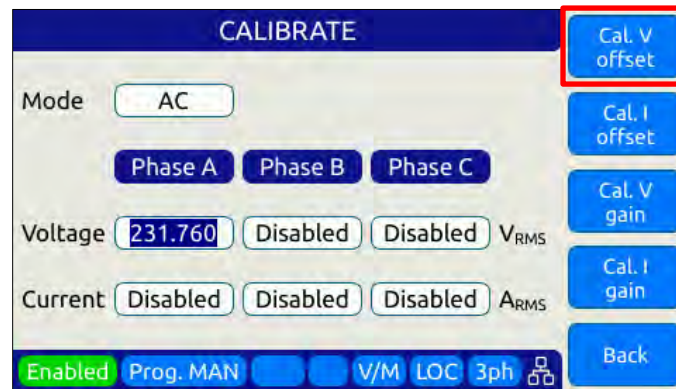 CALIBRATE
Mode AC
Phase A Phase B Phase C
Voltage 231.760 Disabled Disabled VRMS
Current Disabled Disabled Disabled ARMS
Enabled Prog. MAN V/M LOC 3ph
Cal. V
offset
Cal. I
offset
Cal. V
gain
Cal. I
gain
Back